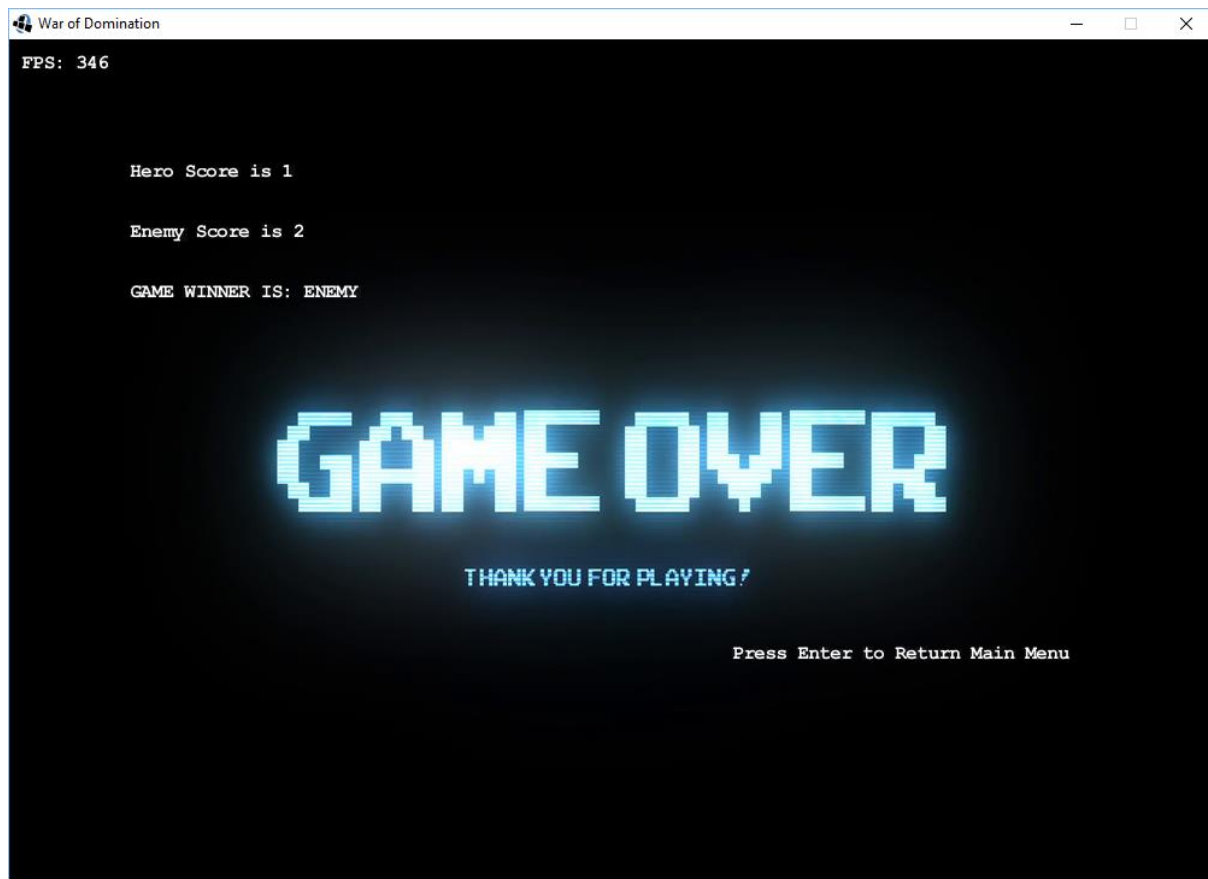 War of Domination
FPS: 346
Hero Score is 1
Enemy Score is 2
GAME WINNER IS: ENEMY
GAME OVER
THANK YOU FOR PLAYING!
Press Enter to Return Main Menu